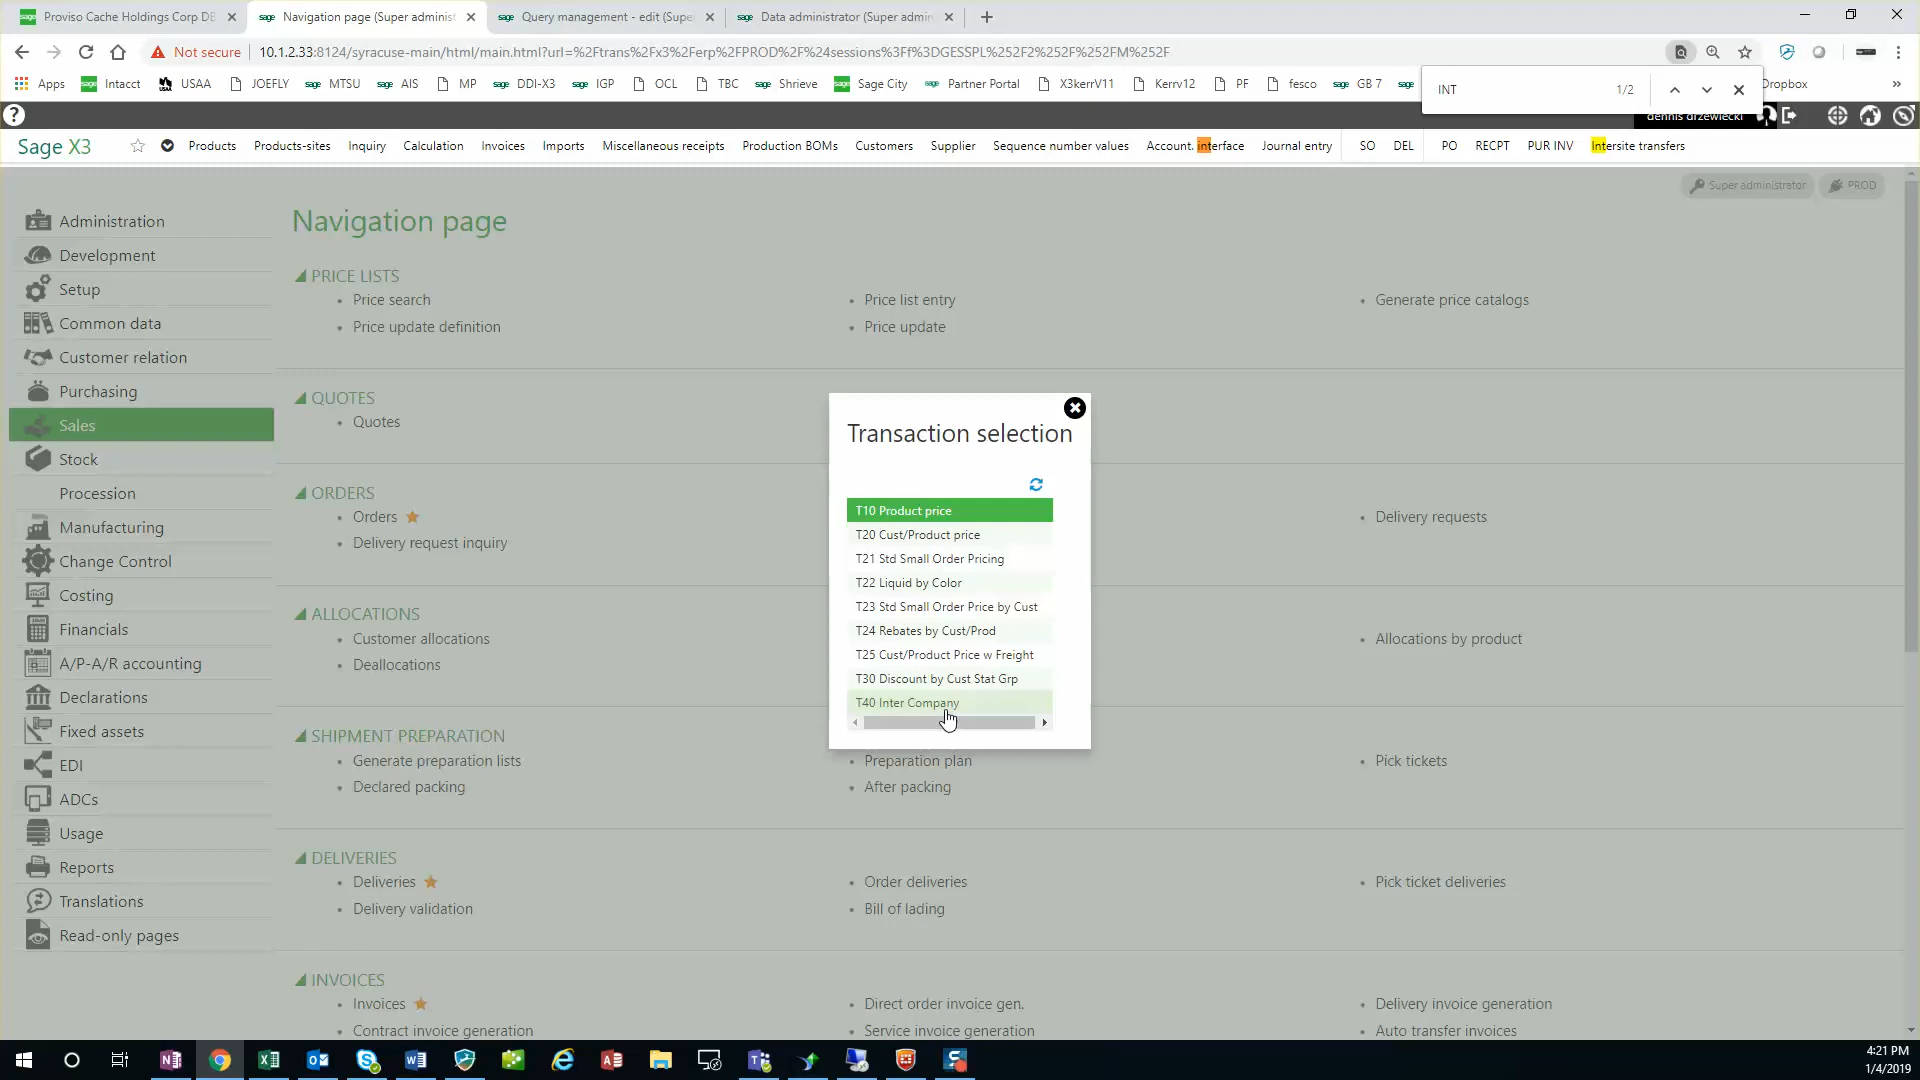 Proviso Cache Holdings Corp DB
Navigation page (Super administ
Query management - edit (Supe
Data administrator (Super admin
Not secure
10.1.2.33:8124/syracuse-main/html/main.html?url=%2Ftrans%2Fx3%2Ferp%2FPROD%2F%24sessions%3Ff%3DGESSPL%252F2%252F%252FM%252F
Apps
sage Intacct
USAA
JOEFLY
sage MTSU
sage AIS
MP
sage DDI-X3
sage IGP
OCL
TBC
sage Shrieve
sage Sage City
sage Partner Portal
X3kerrV11
Kerrv12
PF
fesco
sage GB 7
sage
Dropbox
INT 1/2
dennis drzewiecki
Sage X3
Products
Products-sites
Inquiry
Calculation
Invoices
Imports
Miscellaneous receipts
Production BOMs
Customers
Supplier
Sequence number values
Account. interface
Journal entry
SO
DEL
PO
RECPT
PUR INV
Intersite transfers
Super administrator
PROD
Administration
Development
Setup
Common data
Customer relation
Purchasing
Sales
Stock
Procession
Manufacturing
Change Control
Costing
Financials
A/P-A/R accounting
Declarations
Fixed assets
EDI
ADCs
Usage
Reports
Translations
Read-only pages
Navigation page
PRICE LISTS
Price search
Price list entry
Generate price catalogs
Price update definition
Price update
QUOTES
Quotes
ORDERS
Orders
Delivery requests
Delivery request inquiry
ALLOCATIONS
Customer allocations
Allocations by product
Deallocations
SHIPMENT PREPARATION
Generate preparation lists
Preparation plan
Pick tickets
Declared packing
After packing
DELIVERIES
Deliveries
Order deliveries
Pick ticket deliveries
Delivery validation
Bill of lading
INVOICES
Invoices
Direct order invoice gen.
Delivery invoice generation
Contract invoice generation
Service invoice generation
Auto transfer invoices
Transaction selection
T10 Product price
T20 Cust/Product price
T21 Std Small Order Pricing
T22 Liquid by Color
T23 Std Small Order Price by Cust
T24 Rebates by Cust/Prod
T25 Cust/Product Price w Freight
T30 Discount by Cust Stat Grp
T40 Inter Company
4:21 PM
1/4/2019